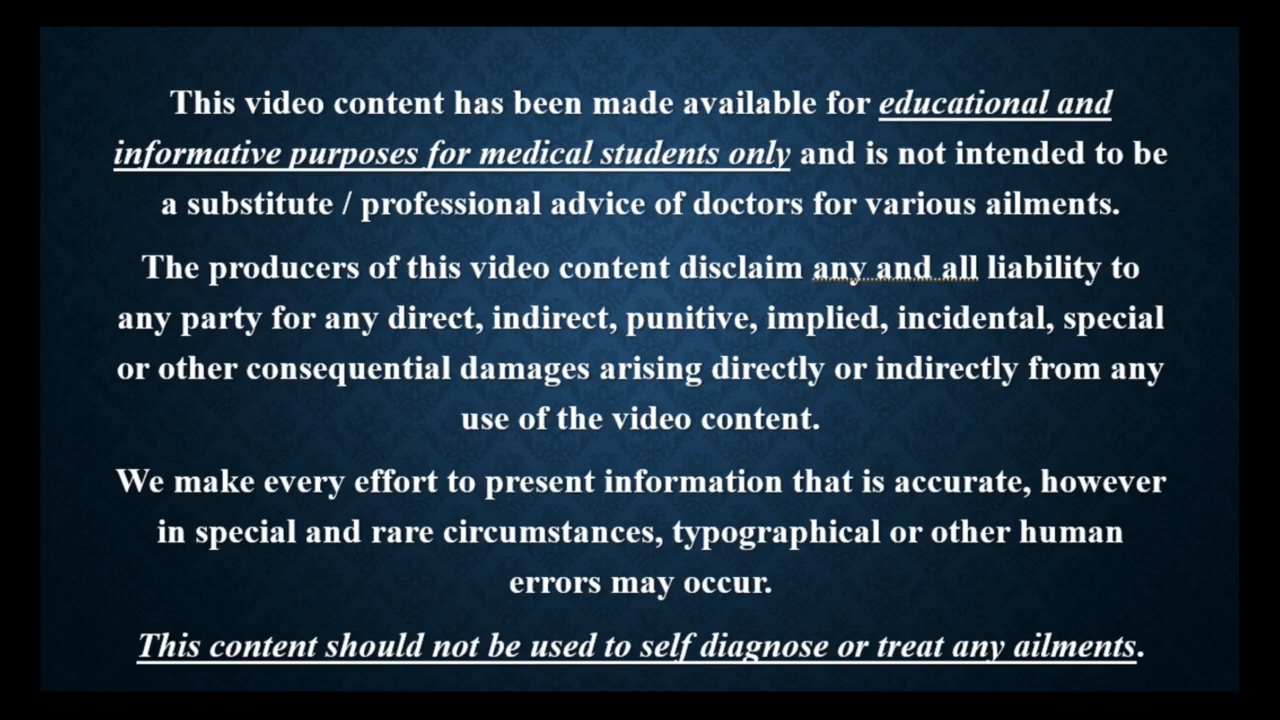 This video content has been made available for educational and
informative purposes for medical students only and is not intended to be
a substitute / professional advice of doctors for various ailments.
The producers of this video content disclaim any and all liability to
any party for any direct, indirect, punitive, implied, incidental, special
or other consequential damages arising directly or indirectly from any
use of the video content.
We make every effort to present information that is accurate, however
in special and rare circumstances, typographical or other human
errors may occur.
This content should not be used to self diagnose or treat any ailments.